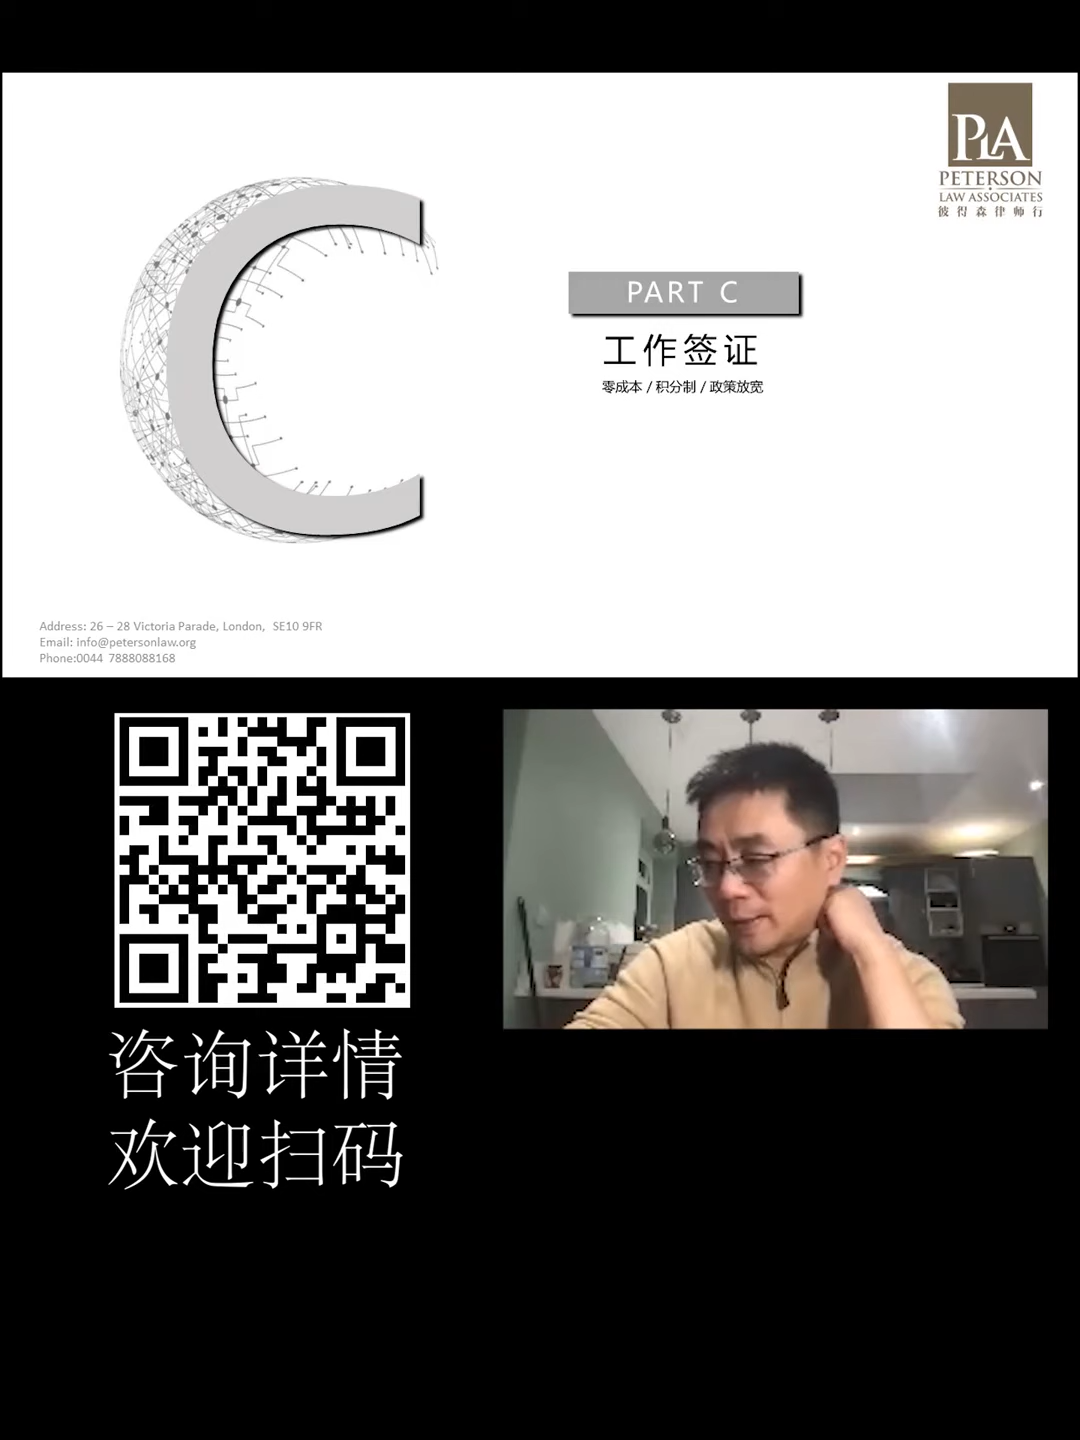 PLA
PETERSON
LAW ASSOCIATES
彼得森律师行
PART C
工作签证
零成本 / 积分制 / 政策放宽
Address: 26 – 28 Victoria Parade, London, SE10 9FR
Email: info@petersonlaw.org
Phone:0044 7888088168
咨询详情
欢迎扫码